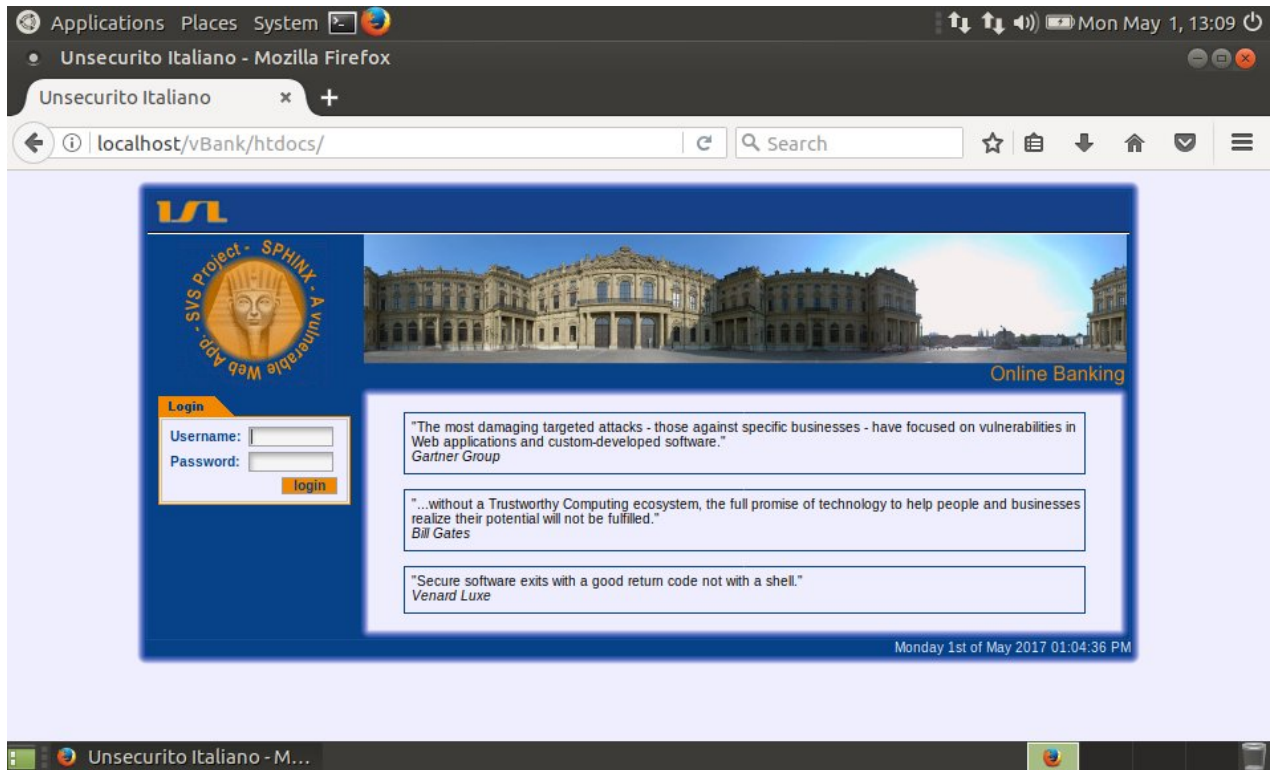 Applications Places System Mon May 1, 13:09
Unsecurito Italiano - Mozilla Firefox
Unsecurito Italiano
localhost/vBank/htdocs/ Search
ISL
SVS Project - SPHINX - A vulnerable Web App -
Online Banking
Login
Username:
Password:
login
"The most damaging targeted attacks - those against specific businesses - have focused on vulnerabilities in
Web applications and custom-developed software."
Gartner Group
"...without a Trustworthy Computing ecosystem, the full promise of technology to help people and businesses
realize their potential will not be fulfilled."
Bill Gates
"Secure software exits with a good return code not with a shell."
Venard Luxe
Monday 1st of May 2017 01:04:36 PM
Unsecurito Italiano - M...